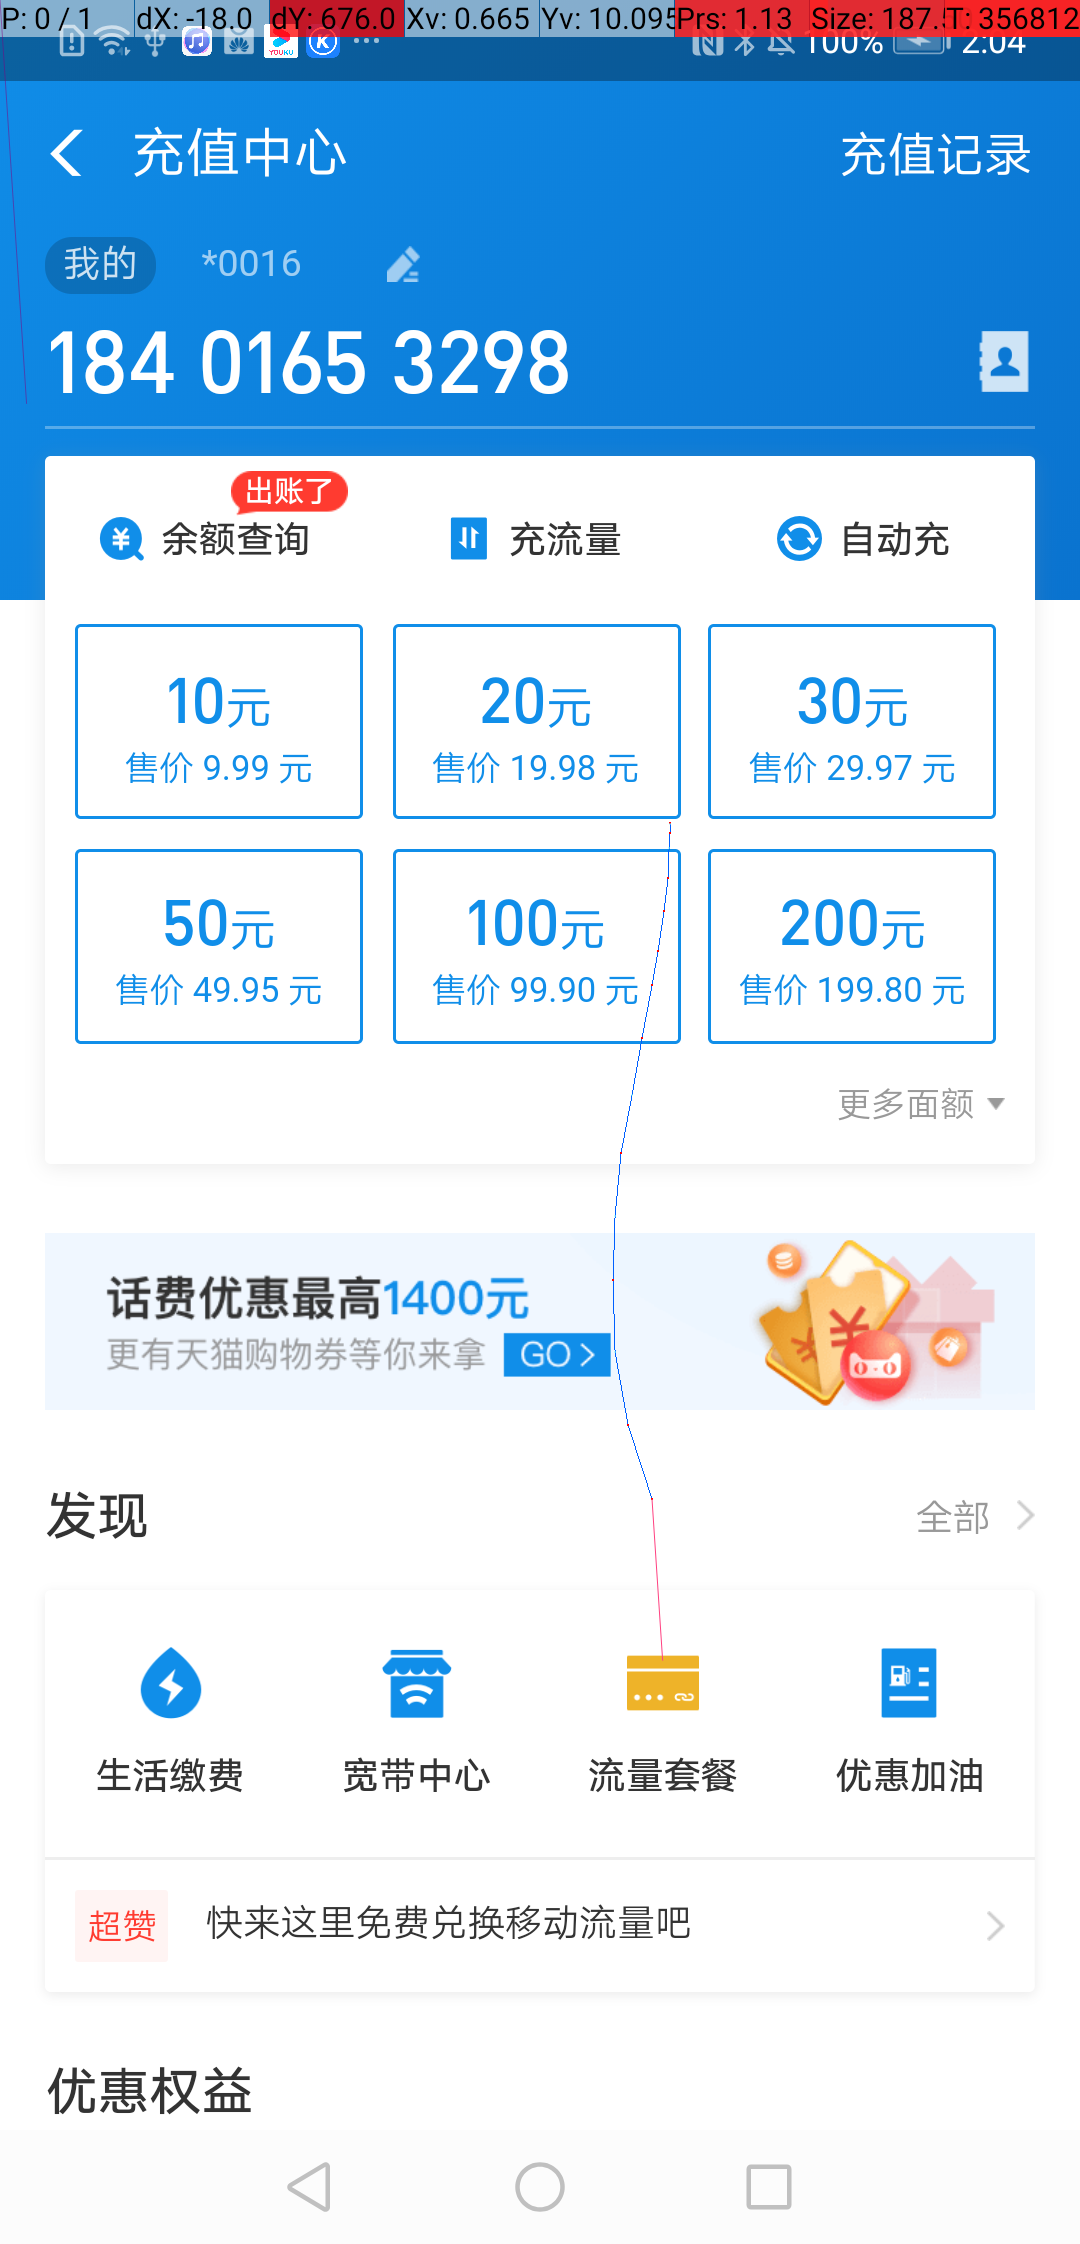 P: 0 / 1 dX: -18.0 dY: 676.0 Xv: 0.665 Yv: 10.095 Prs: 1.13 Size: 187. T: 356812
100% 2:04
充值中心 充值记录
我的 *0016
184 0165 3298
出账了
余额查询 充流量 自动充
10元 20元 30元
售价 9.99 元 售价 19.98 元 售价 29.97 元
50元 100元 200元
售价 49.95 元 售价 99.90 元 售价 199.80 元
更多面额
话费优惠最高1400元
更有天猫购物券等你来拿 GO >
发现 全部
生活缴费 宽带中心 流量套餐 优惠加油
超赞 快来这里免费兑换移动流量吧
优惠权益